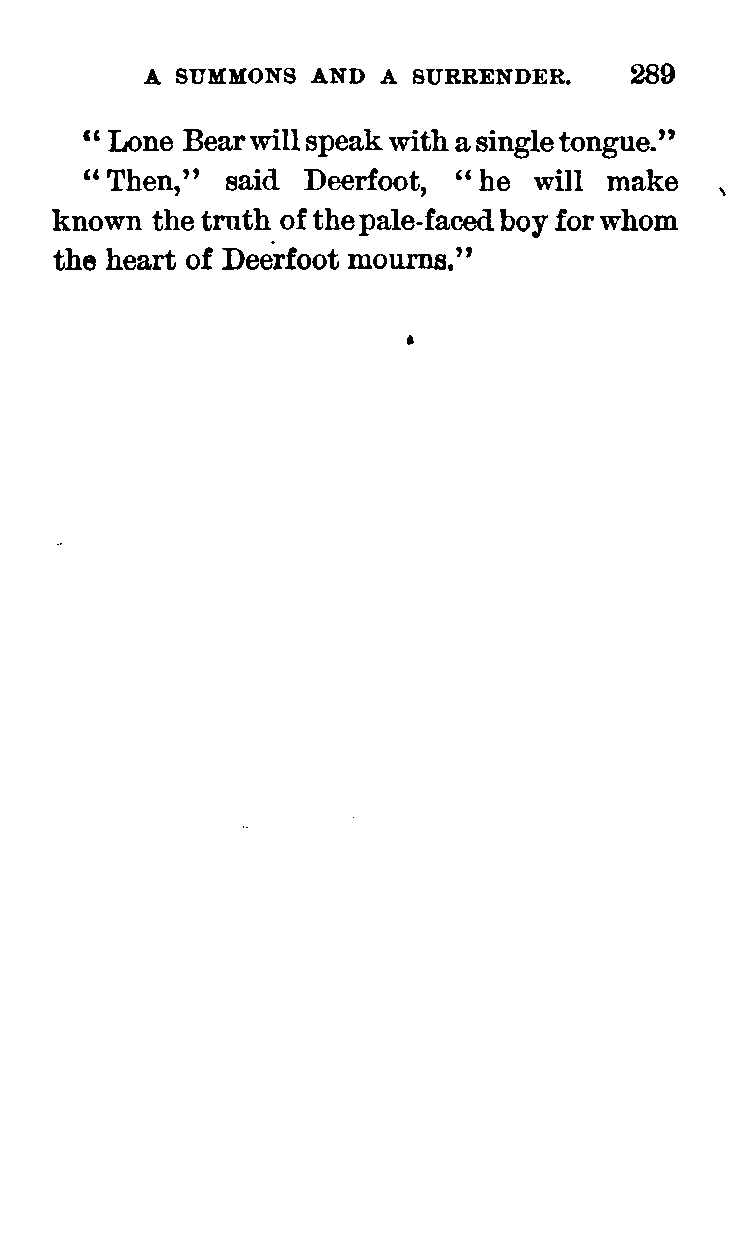 A SUMMONS AND A SURRENDER. 289
"Lone Bear will speak with a single tongue."
"Then," said Deerfoot, "he will make
known the truth of the pale-faced boy for whom
the heart of Deerfoot mourns."